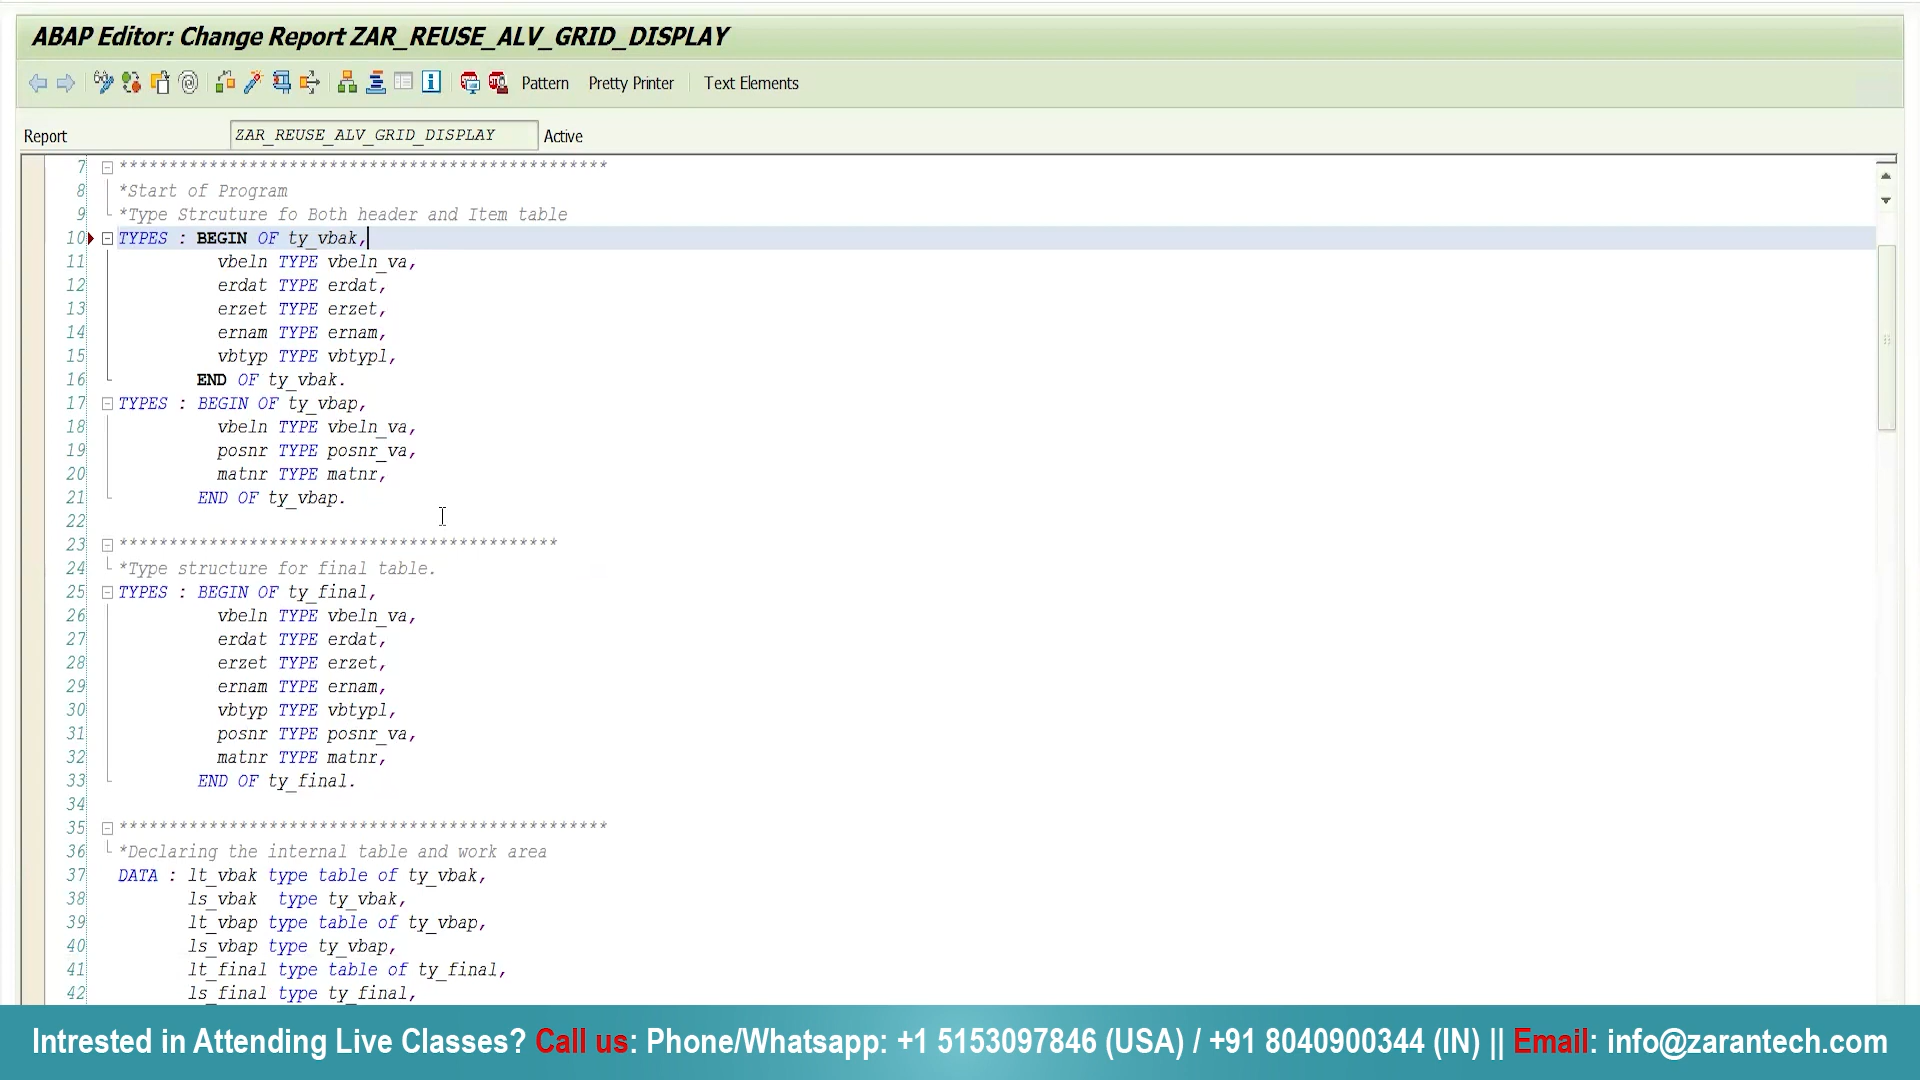 ABAP Editor: Change Report ZAR_REUSE_ALV_GRID_DISPLAY
Pattern Pretty Printer Text Elements
Report ZAR_REUSE_ALV_GRID_DISPLAY Active
7 *************************************************
8 *Start of Program
9 *Type Strcuture fo Both header and Item table
10 TYPES : BEGIN OF ty_vbak,
11 vbeln TYPE vbeln_va,
12 erdat TYPE erdat,
13 erzet TYPE erzet,
14 ernam TYPE ernam,
15 vbtyp TYPE vbtypl,
16 END OF ty_vbak.
17 TYPES : BEGIN OF ty_vbap,
18 vbeln TYPE vbeln_va,
19 posnr TYPE posnr_va,
20 matnr TYPE matnr,
21 END OF ty_vbap.
22
23 ********************************************
24 *Type structure for final table.
25 TYPES : BEGIN OF ty_final,
26 vbeln TYPE vbeln_va,
27 erdat TYPE erdat,
28 erzet TYPE erzet,
29 ernam TYPE ernam,
30 vbtyp TYPE vbtypl,
31 posnr TYPE posnr_va,
32 matnr TYPE matnr,
33 END OF ty_final.
34
35 *************************************************
36 *Declaring the internal table and work area
37 DATA : lt_vbak type table of ty_vbak,
38 ls_vbak type ty_vbak,
39 lt_vbap type table of ty_vbap,
40 ls_vbap type ty_vbap,
41 lt_final type table of ty_final,
42 ls_final type ty_final,
Intrested in Attending Live Classes? Call us: Phone/Whatsapp: +1 5153097846 (USA) / +91 8040900344 (IN) || Email: info@zarantech.com